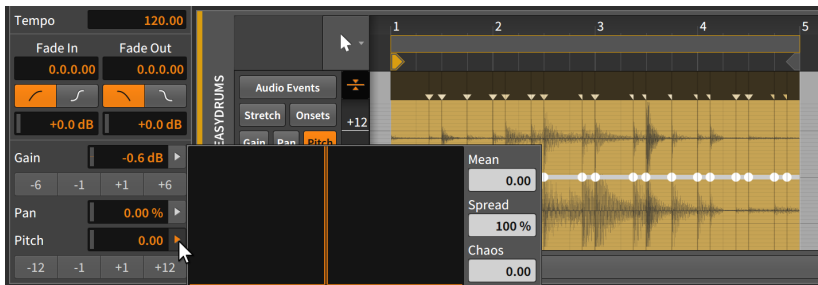 Tempo 120.00
Fade In Fade Out
0.0.0.00 0.0.0.00
+0.0 dB +0.0 dB
Gain -0.6 dB
-6 -1 +1 +6
Pan 0.00 %
Pitch 0.00
-12 -1 +1 +12
EASYDRUMS
Audio Events
Stretch Onsets
Gain Pan Pitch
+12
1 2 3 4 5
Mean
0.00
Spread
100 %
Chaos
0.00